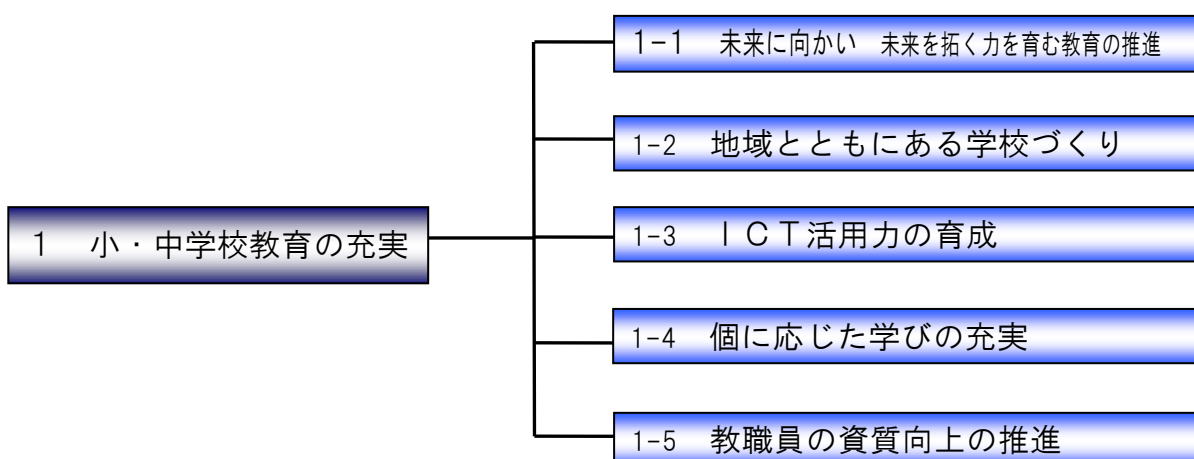 1-1　未来に向かい　未来を拓く力を育む教育の推進
1-2　地域とともにある学校づくり
1　小・中学校教育の充実
1-3　ＩＣＴ活用力の育成
1-4　個に応じた学びの充実
1-5　教職員の資質向上の推進